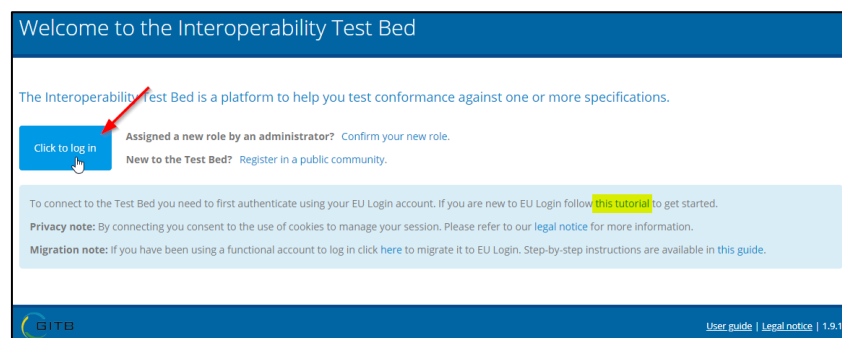 Welcome to the Interoperability Test Bed
The Interoperability Test Bed is a platform to help you test conformance against one or more specifications.
Click to log in
Assigned a new role by an administrator? Confirm your new role.
New to the Test Bed? Register in a public community.
To connect to the Test Bed you need to first authenticate using your EU Login account. If you are new to EU Login follow this tutorial to get started.
Privacy note: By connecting you consent to the use of cookies to manage your session. Please refer to our legal notice for more information.
Migration note: If you have been using a functional account to log in click here to migrate it to EU Login. Step-by-step instructions are available in this guide.
GITB
User guide | Legal notice | 1.9.1